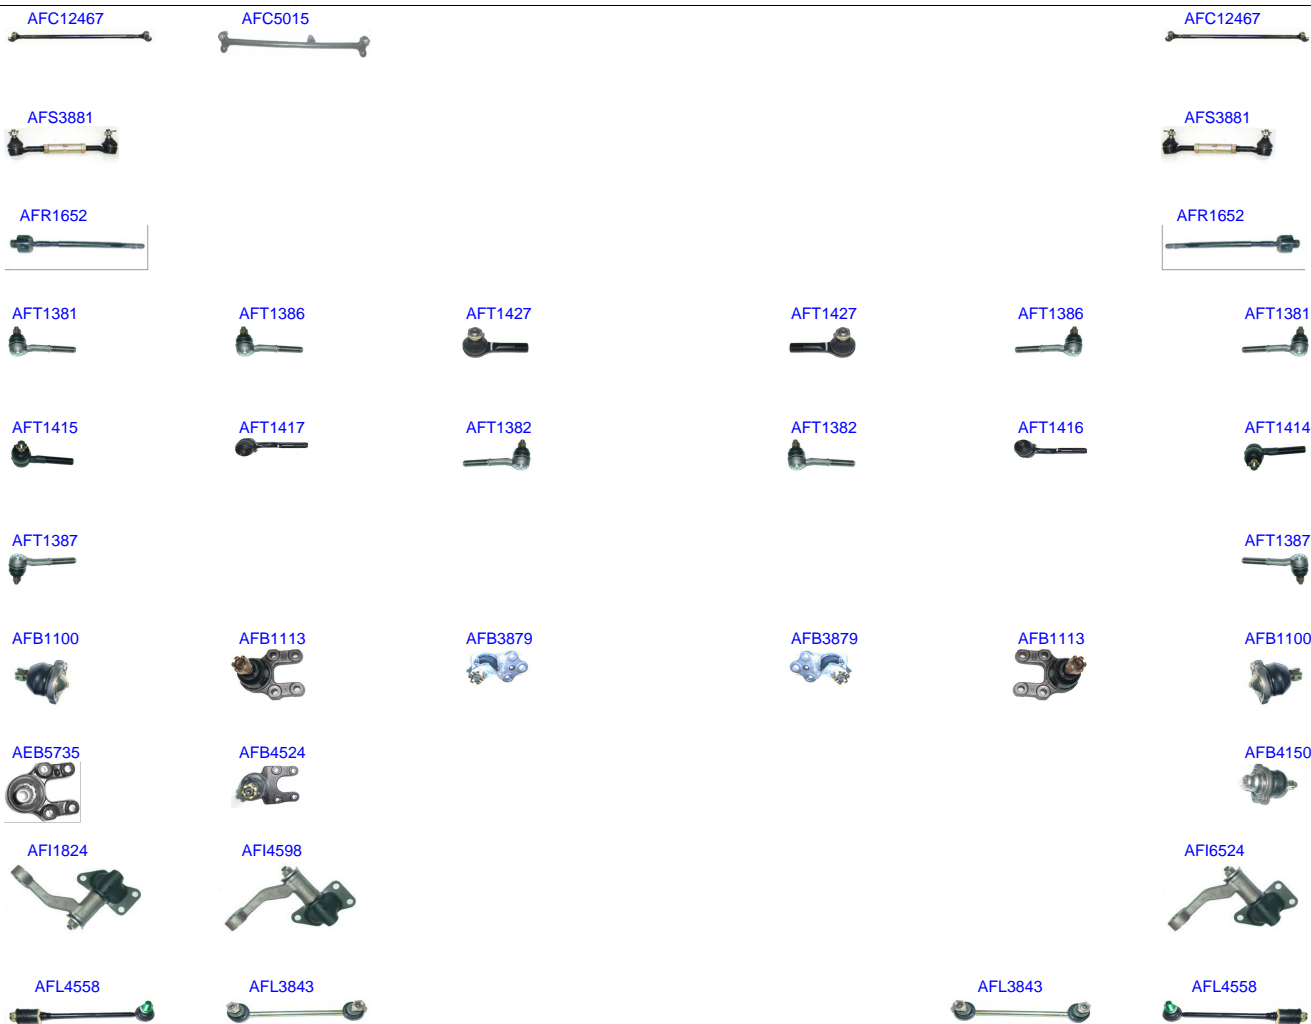 AFC12467 AFC5015 AFC12467
AFS3881 AFS3881
AFR1652 AFR1652
AFT1381 AFT1386 AFT1427 AFT1427 AFT1386 AFT1381
AFT1415 AFT1417 AFT1382 AFT1382 AFT1416 AFT1414
AFT1387 AFT1387
AFB1100 AFB1113 AFB3879 AFB3879 AFB1113 AFB1100
AEB5735 AFB4524 AFB4150
AFI1824 AFI4598 AFI6524
AFL4558 AFL3843 AFL3843 AFL4558